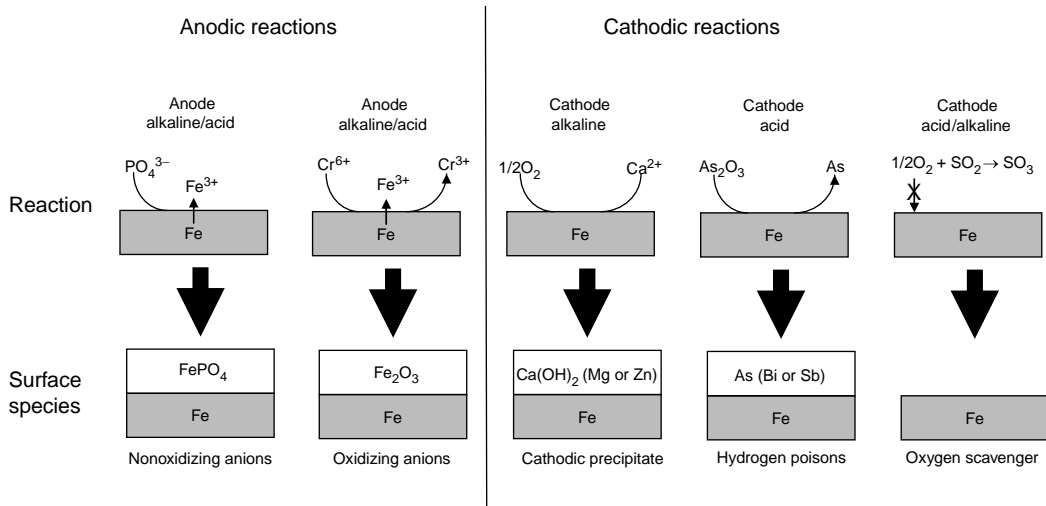 Anodic reactions
Cathodic reactions
Anode
alkaline/acid
Anode
alkaline/acid
Cathode
alkaline
Cathode
acid
Cathode
acid/alkaline
Reaction
PO₄³⁻
Fe³⁺
Fe
Cr⁶⁺
Fe³⁺
Cr³⁺
Fe
1/2O₂
Ca²⁺
Fe
As₂O₃
As
Fe
1/2O₂ + SO₂ → SO₃
X
Fe
Surface
species
FePO₄
Fe
Fe₂O₃
Fe
Ca(OH)₂ (Mg or Zn)
Fe
As (Bi or Sb)
Fe
Fe
Nonoxidizing anions
Oxidizing anions
Cathodic precipitate
Hydrogen poisons
Oxygen scavenger